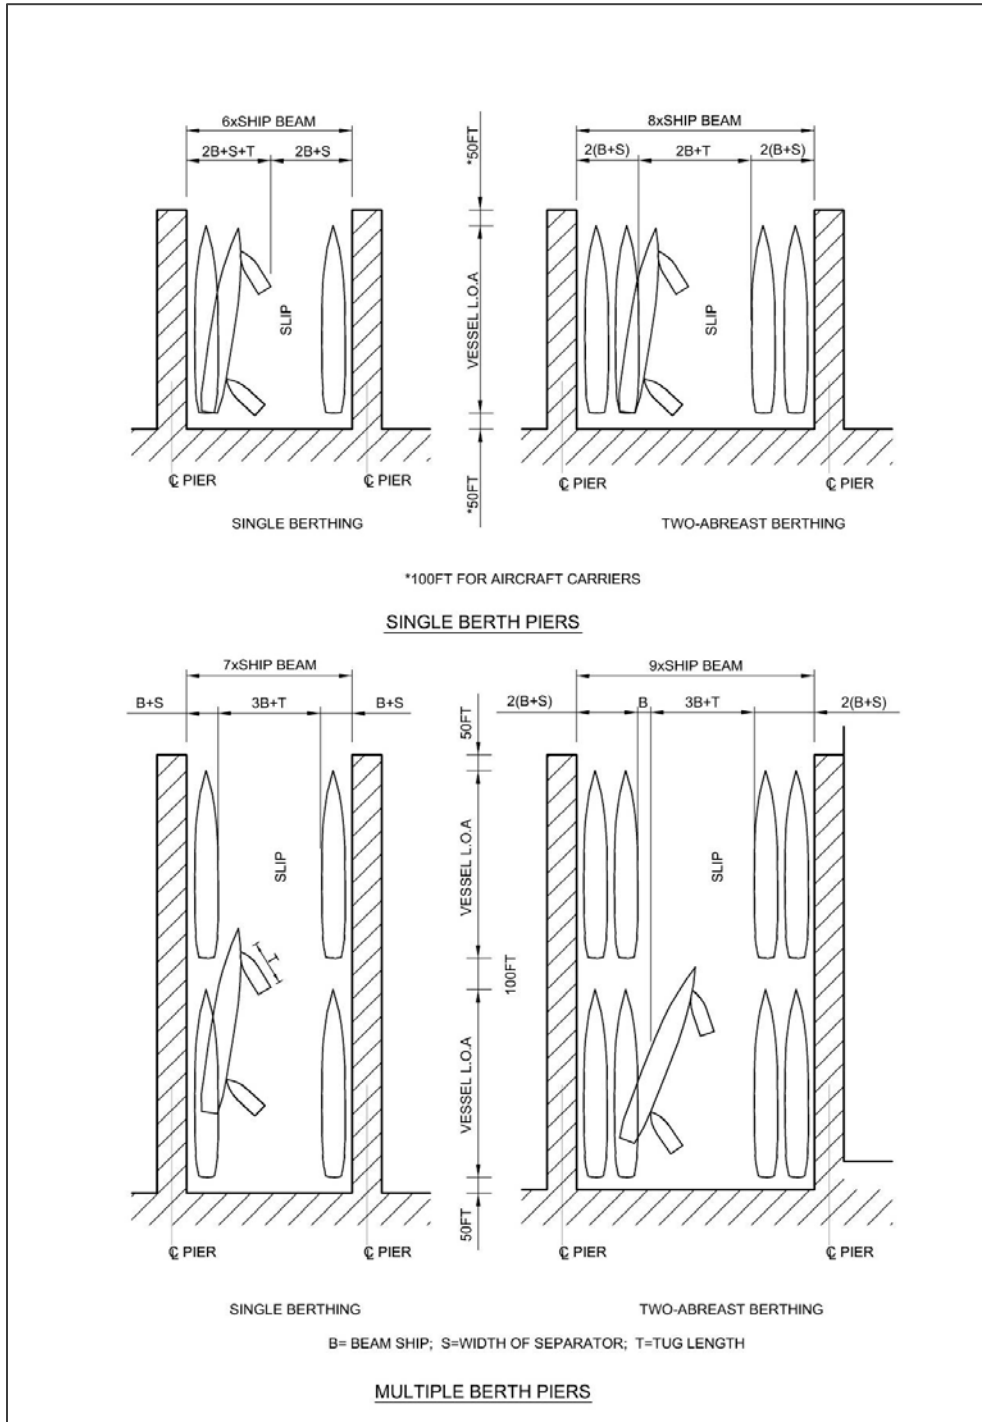 6xSHIP BEAM
2B+S+T
2B+S
*50FT
VESSEL L.O.A
*50FT
SLIP
℄ PIER
℄ PIER
SINGLE BERTHING
8xSHIP BEAM
2(B+S)
2B+T
2(B+S)
SLIP
℄ PIER
℄ PIER
TWO-ABREAST BERTHING
*100FT FOR AIRCRAFT CARRIERS
SINGLE BERTH PIERS
7xSHIP BEAM
B+S
3B+T
B+S
50FT
VESSEL L.O.A
100FT
VESSEL L.O.A
50FT
SLIP
T
℄ PIER
℄ PIER
SINGLE BERTHING
9xSHIP BEAM
2(B+S)
B
3B+T
2(B+S)
SLIP
℄ PIER
℄ PIER
TWO-ABREAST BERTHING
B= BEAM SHIP; S=WIDTH OF SEPARATOR; T=TUG LENGTH
MULTIPLE BERTH PIERS